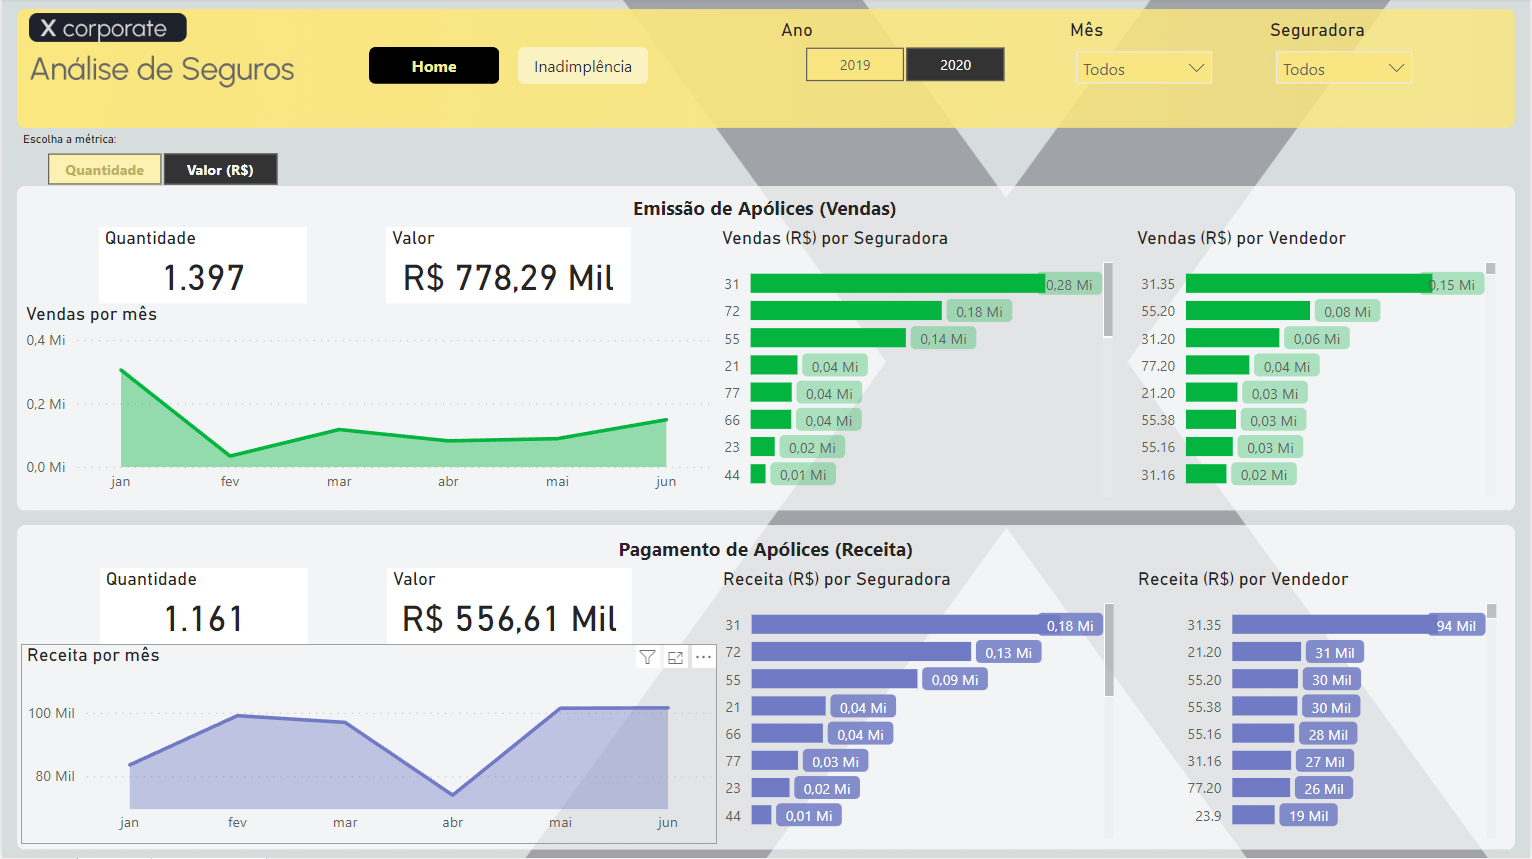 X corporate
Análise de Seguros
Home
Inadimplência
Ano
2019
2020
Mês
Todos
Seguradora
Todos
Escolha a métrica:
Quantidade
Valor (R$)
Emissão de Apólices (Vendas)
Quantidade
1.397
Valor
R$ 778,29 Mil
Vendas por mês
0,4 Mi
0,2 Mi
0,0 Mi
jan fev mar abr mai jun
Vendas (R$) por Seguradora
31 0,28 Mi
72 0,18 Mi
55 0,14 Mi
21 0,04 Mi
77 0,04 Mi
66 0,04 Mi
23 0,02 Mi
44 0,01 Mi
Vendas (R$) por Vendedor
31.35 0,15 Mi
55.20 0,08 Mi
31.20 0,06 Mi
77.20 0,04 Mi
21.20 0,03 Mi
55.38 0,03 Mi
55.16 0,03 Mi
31.16 0,02 Mi
Pagamento de Apólices (Receita)
Quantidade
1.161
Valor
R$ 556,61 Mil
Receita por mês
100 Mil
80 Mil
jan fev mar abr mai jun
Receita (R$) por Seguradora
31 0,18 Mi
72 0,13 Mi
55 0,09 Mi
21 0,04 Mi
66 0,04 Mi
77 0,03 Mi
23 0,02 Mi
44 0,01 Mi
Receita (R$) por Vendedor
31.35 94 Mil
21.20 31 Mil
55.20 30 Mil
55.38 30 Mil
55.16 28 Mil
31.16 27 Mil
77.20 26 Mil
23.9 19 Mil